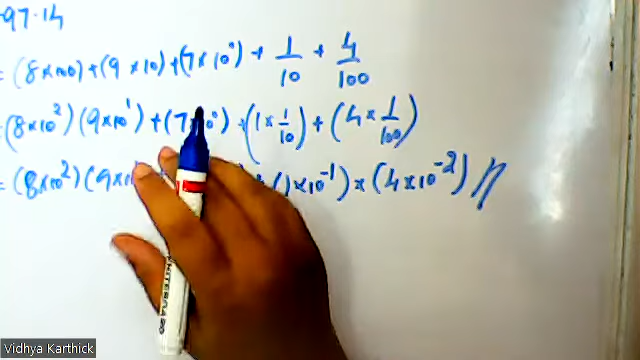 97.14
= (8×100) + (9×10) + (7×10°) + 1/10 + 4/100
(8×10²) (9×10¹) + (7×10°) + (1×1/10) + (4×1/100)
= (8×10²) (9×10 (1×10⁻¹) × (4×10⁻²) //
WHITEBOARD
Vidhya Karthick